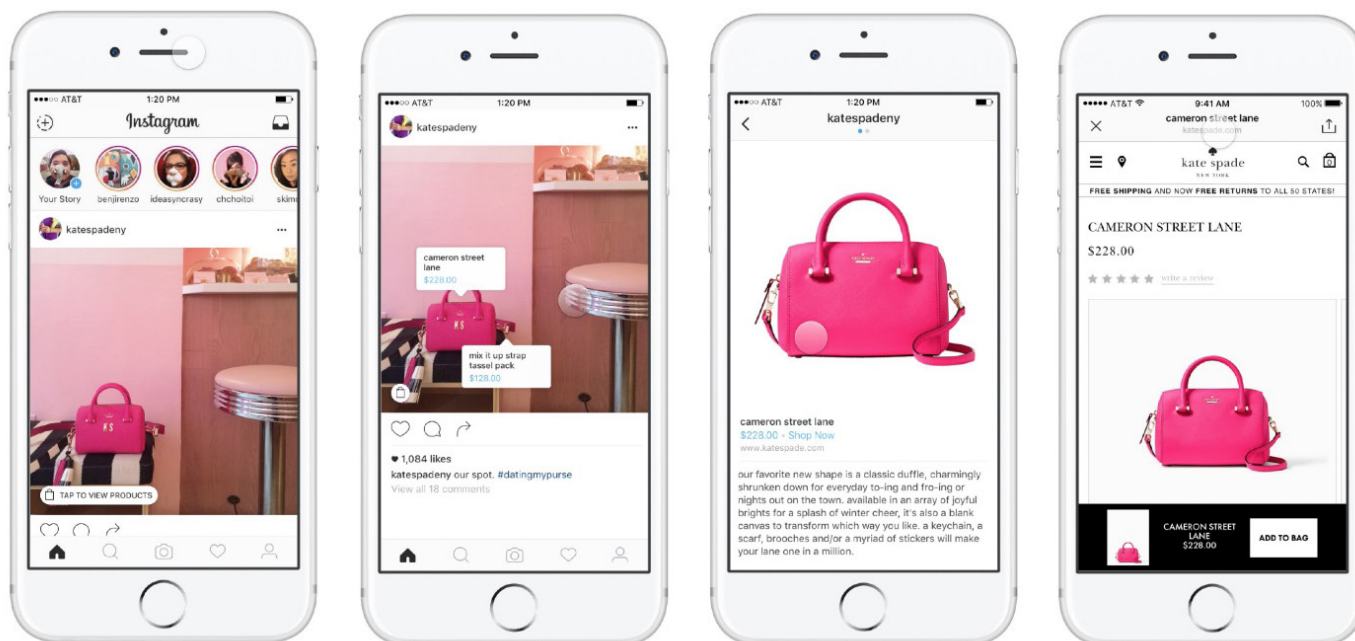 ●●●○○ AT&T 1:20 PM
Instagram
Your Story benjirenzo ideasyncrasy chchoitoi
katespadeny
KS
TAP TO VIEW PRODUCTS
●●●○○ AT&T 1:20 PM
katespadeny
cameron street
lane
$228.00
KS
mix it up strap
tassel pack
$128.00
1,084 likes
katespadeny our spot. #datingmypurse
View all 18 comments
●●●○○ AT&T 1:20 PM
katespadeny
cameron street lane
$228.00 • Shop Now
www.katespade.com
our favorite new shape is a classic duffle, charmingly
shrunken down for everyday to-ing and fro-ing or
nights out on the town. available in an array of joyful
brights for a splash of winter cheer, it's also a blank
canvas to transform which way you like. a keychain, a
scarf, brooches and/or a myriad of stickers will make
your lane one in a million.
●●●●● AT&T 9:41 AM 100%
cameron street lane
katespade.com
kate spade
NEW YORK
0
FREE SHIPPING AND NOW FREE RETURNS TO ALL 50 STATES!
CAMERON STREET LANE
$228.00
write a review
CAMERON STREET
LANE
$228.00
ADD TO BAG